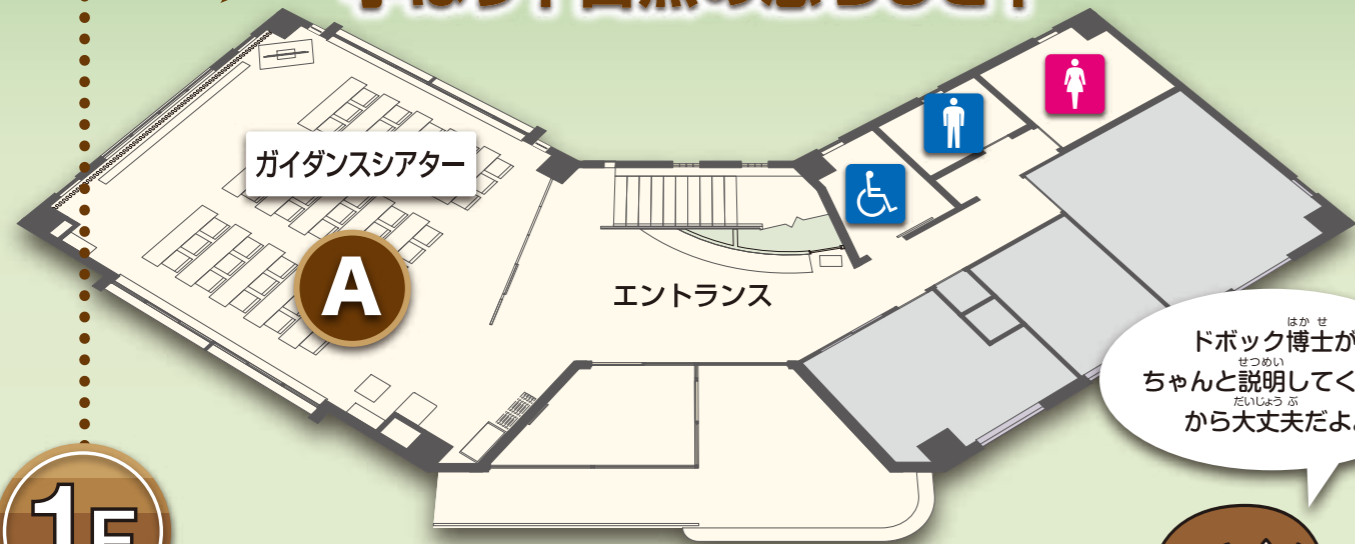 ガイダンスシアター
A
エントランス
ドボック博士が
はかせ
ちゃんと説明してく
せつめい
から大丈夫だよ
だいじょうぶ
1F